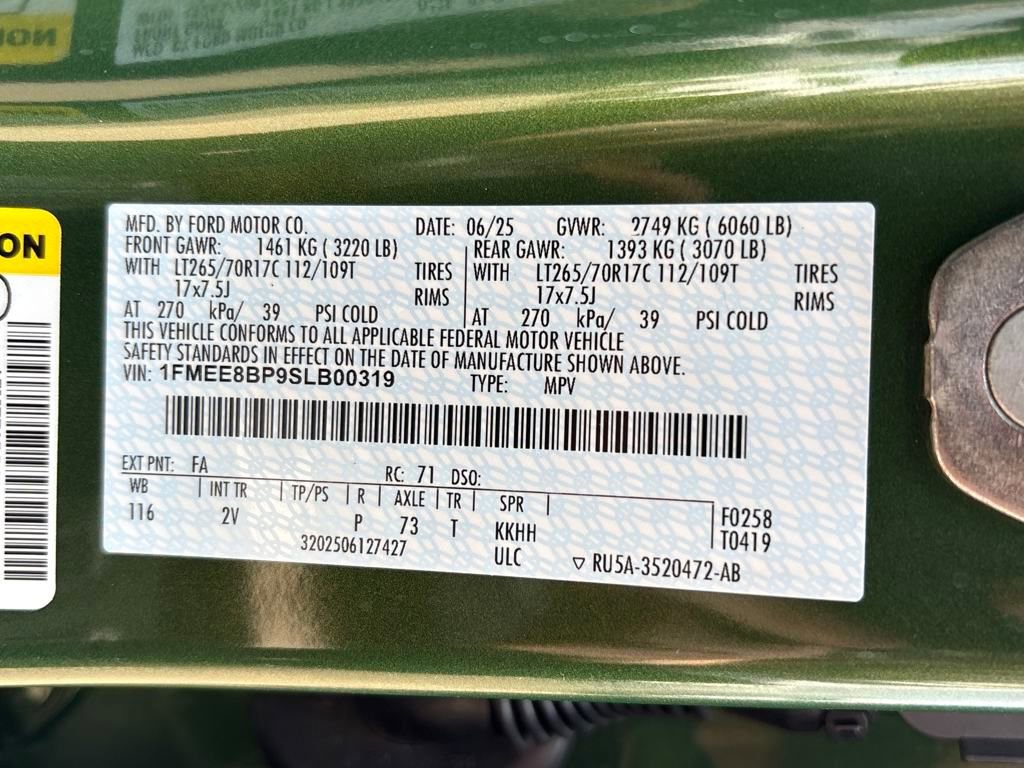 ON
MFD. BY FORD MOTOR CO. DATE: 06/25 GVWR: 2749 KG ( 6060 LB)
FRONT GAWR: 1461 KG ( 3220 LB) REAR GAWR: 1393 KG ( 3070 LB)
WITH LT265/70R17C 112/109T TIRES WITH LT265/70R17C 112/109T TIRES
17x7.5J RIMS 17x7.5J RIMS
AT 270 kPa/ 39 PSI COLD AT 270 kPa/ 39 PSI COLD
THIS VEHICLE CONFORMS TO ALL APPLICABLE FEDERAL MOTOR VEHICLE
SAFETY STANDARDS IN EFFECT ON THE DATE OF MANUFACTURE SHOWN ABOVE.
VIN: 1FMEE8BP9SLB00319 TYPE: MPV
EXT PNT: FA RC: 71 DSO:
WB INT TR TP/PS R AXLE TR SPR
116 2V P 73 T KKHH F0258
ULC T0419
3202506127427 RU5A-3520472-AB